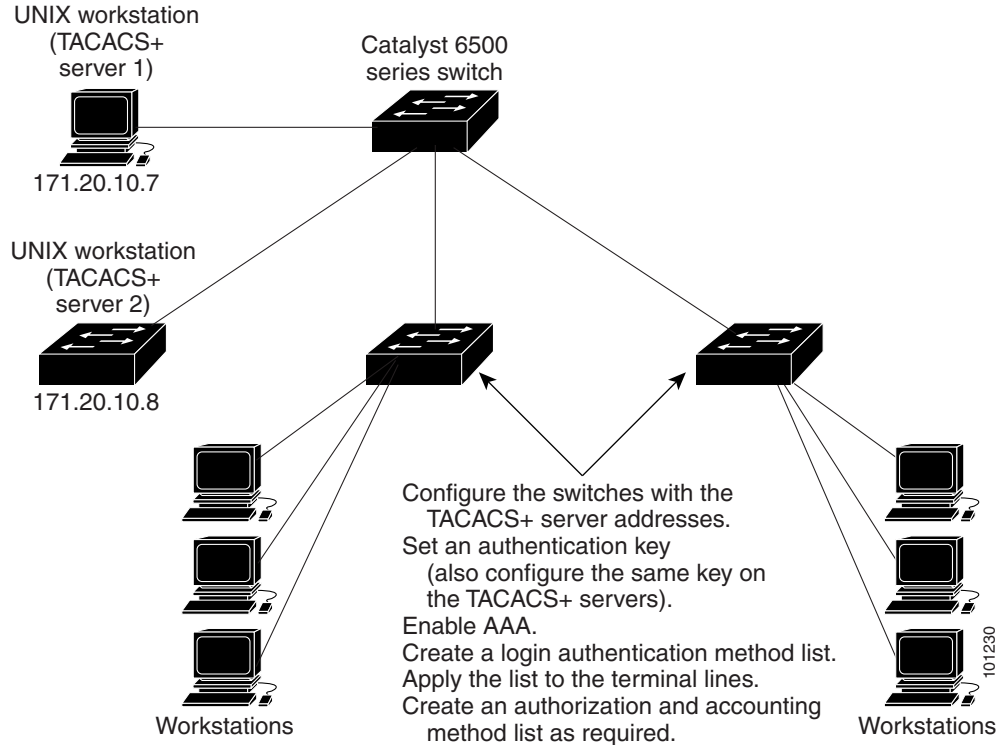 UNIX workstation
(TACACS+
server 1)
Catalyst 6500
series switch
171.20.10.7
UNIX workstation
(TACACS+
server 2)
171.20.10.8
Configure the switches with the
TACACS+ server addresses.
Set an authentication key
(also configure the same key on
the TACACS+ servers).
Enable AAA.
Create a login authentication method list.
Apply the list to the terminal lines.
Create an authorization and accounting
method list as required.
Workstations
Workstations
101230